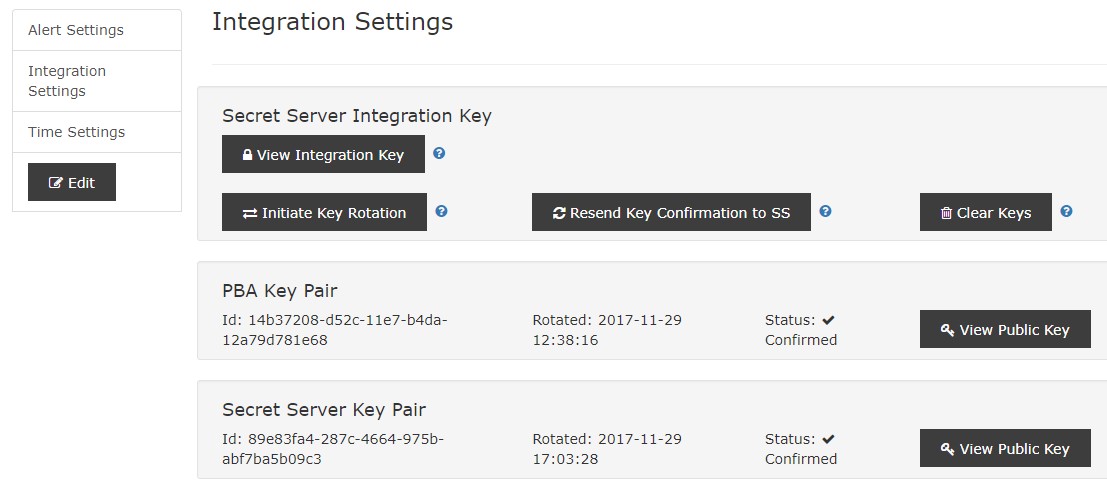 Alert Settings
Integration
Settings
Time Settings
Edit
Integration Settings
Secret Server Integration Key
View Integration Key ?
Initiate Key Rotation ? Resend Key Confirmation to SS ? Clear Keys ?
PBA Key Pair
Id: 14b37208-d52c-11e7-b4da- Rotated: 2017-11-29 Status: ✔ View Public Key
12a79d781e68 12:38:16 Confirmed
Secret Server Key Pair
Id: 89e83fa4-287c-4664-975b- Rotated: 2017-11-29 Status: ✔ View Public Key
abf7ba5b09c3 17:03:28 Confirmed